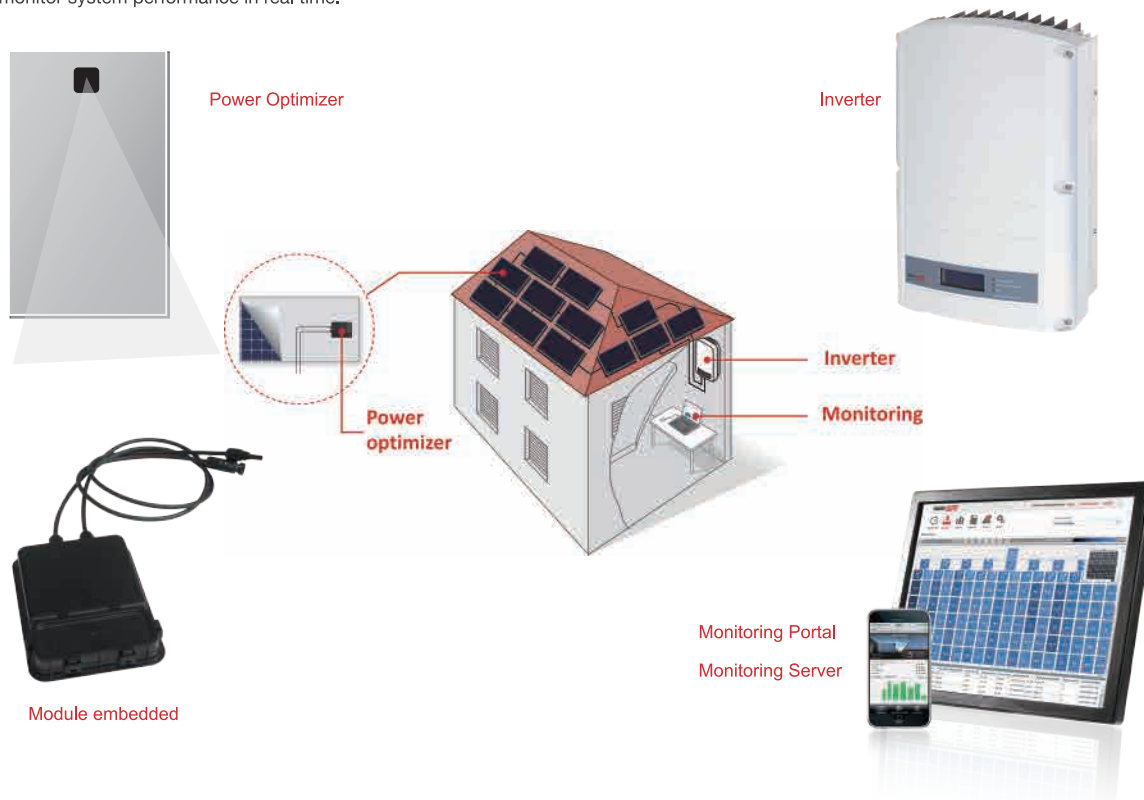 monitor system performance in real time.
Power Optimizer
Inverter
Inverter
Power
optimizer
Monitoring
Monitoring Portal
Monitoring Server
Module embedded